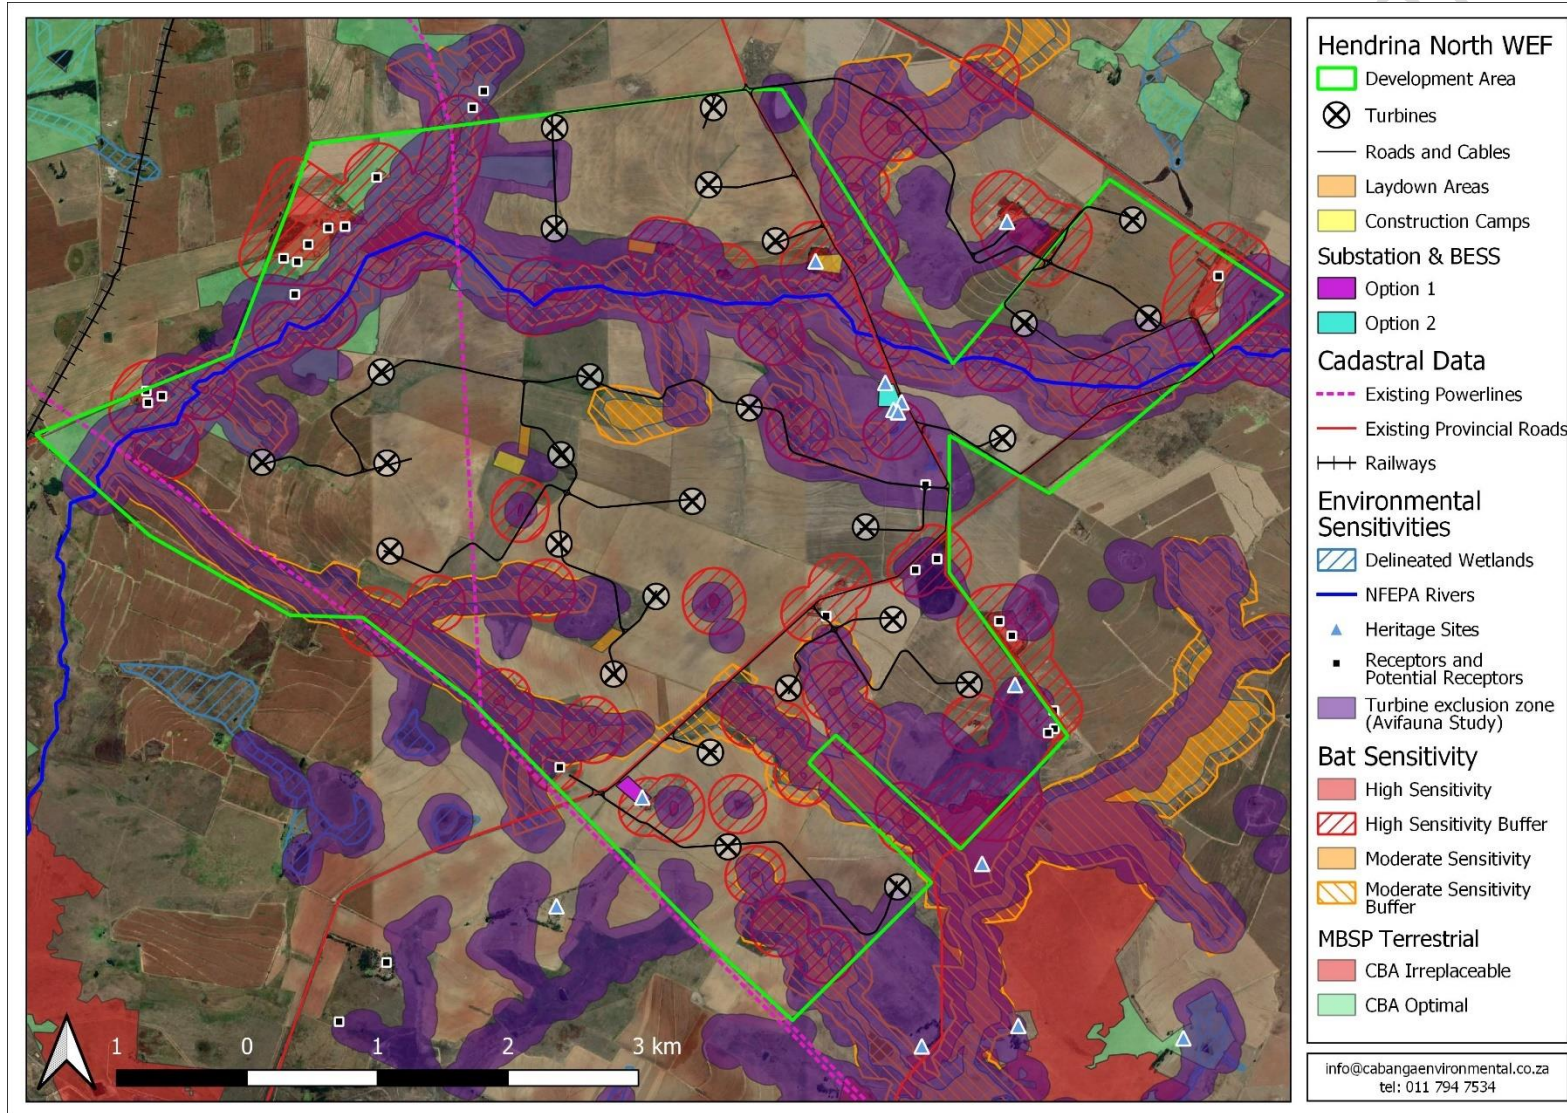 Hendrina North WEF
Development Area
Turbines
Roads and Cables
Laydown Areas
Construction Camps
Substation & BESS
Option 1
Option 2
Cadastral Data
Existing Powerlines
Existing Provincial Roads
Railways
Environmental
Sensitivities
Delineated Wetlands
NFEPA Rivers
Heritage Sites
Receptors and
Potential Receptors
Turbine exclusion zone
(Avifauna Study)
Bat Sensitivity
High Sensitivity
High Sensitivity Buffer
Moderate Sensitivity
Moderate Sensitivity
Buffer
MBSP Terrestrial
CBA Irreplaceable
CBA Optimal
info@cabangaenvironmental.co.za
tel: 011 794 7534
1 0 1 2 3 km